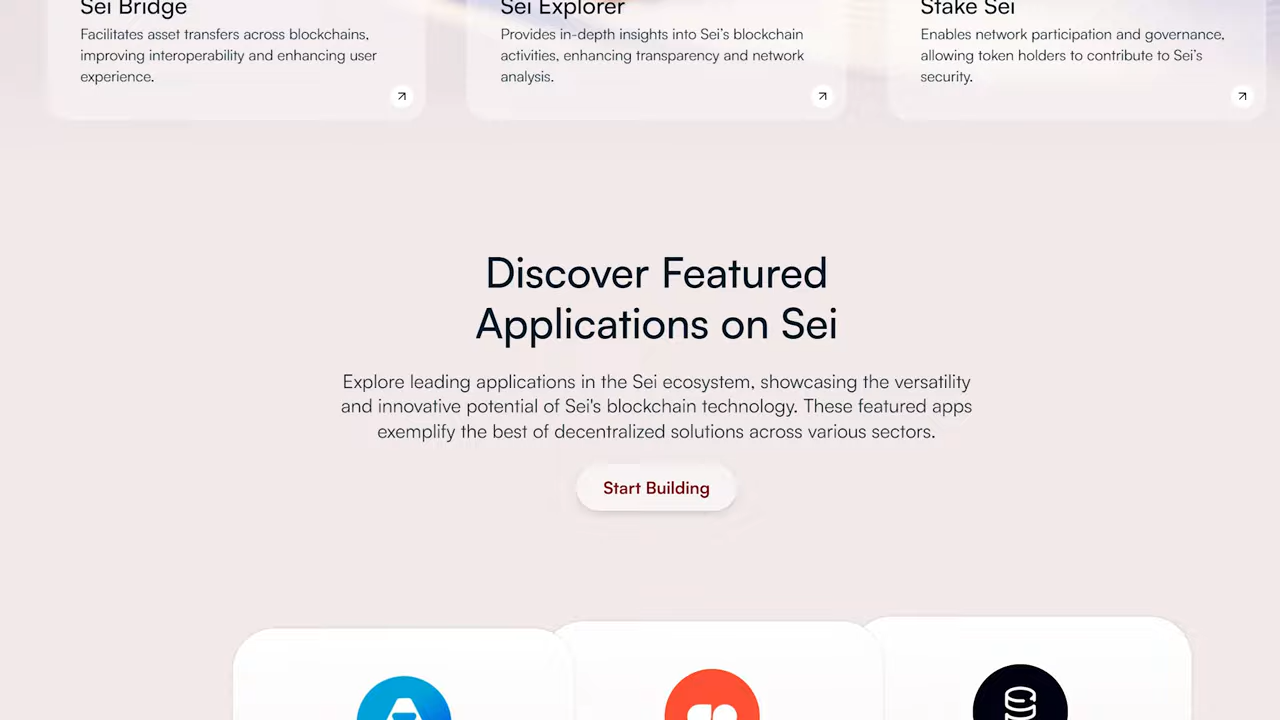 Sei Bridge
Facilitates asset transfers across blockchains,
improving interoperability and enhancing user
experience.
Sei Explorer
Provides in-depth insights into Sei’s blockchain
activities, enhancing transparency and network
analysis.
Stake Sei
Enables network participation and governance,
allowing token holders to contribute to Sei’s
security.
Discover Featured
Applications on Sei
Explore leading applications in the Sei ecosystem, showcasing the versatility
and innovative potential of Sei's blockchain technology. These featured apps
exemplify the best of decentralized solutions across various sectors.
Start Building